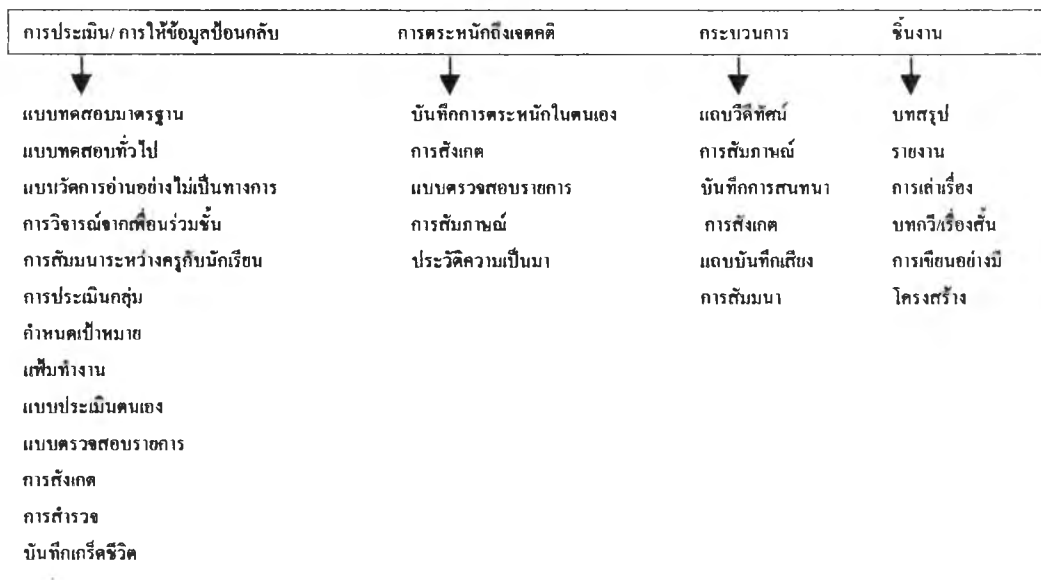 การประเมิน/ การให้ข้อมูลป้อนกลับ การตระหนักถึงเจตคติ กระบวนการ ชิ้นงาน
แบบทดสอบมาตรฐาน บันทึกการตระหนักในตนเอง แถบวีดีทัศน์ บทสรุป
แบบทดสอบทั่วไป การสังเกต การสัมภาษณ์ รายงาน
แบบวัดการอ่านอย่างไม่เป็นทางการ แบบตรวจสอบรายการ บันทึกการสนทนา การเล่าเรื่อง
การวิจารณ์จากเพื่อนร่วมชั้น การสัมภาษณ์ การสังเกต บทกวี/เรื่องสั้น
การสัมมนาระหว่างครูกับนักเรียน ประวัติความเป็นมา แถบบันทึกเสียง การเขียนอย่างมี
การประเมินกลุ่ม การสัมมนา โครงสร้าง
กำหนดเป้าหมาย
แฟ้มทำงาน
แบบประเมินตนเอง
แบบตรวจสอบรายการ
การสังเกต
การสำรวจ
บันทึกเกร็ดชีวิต